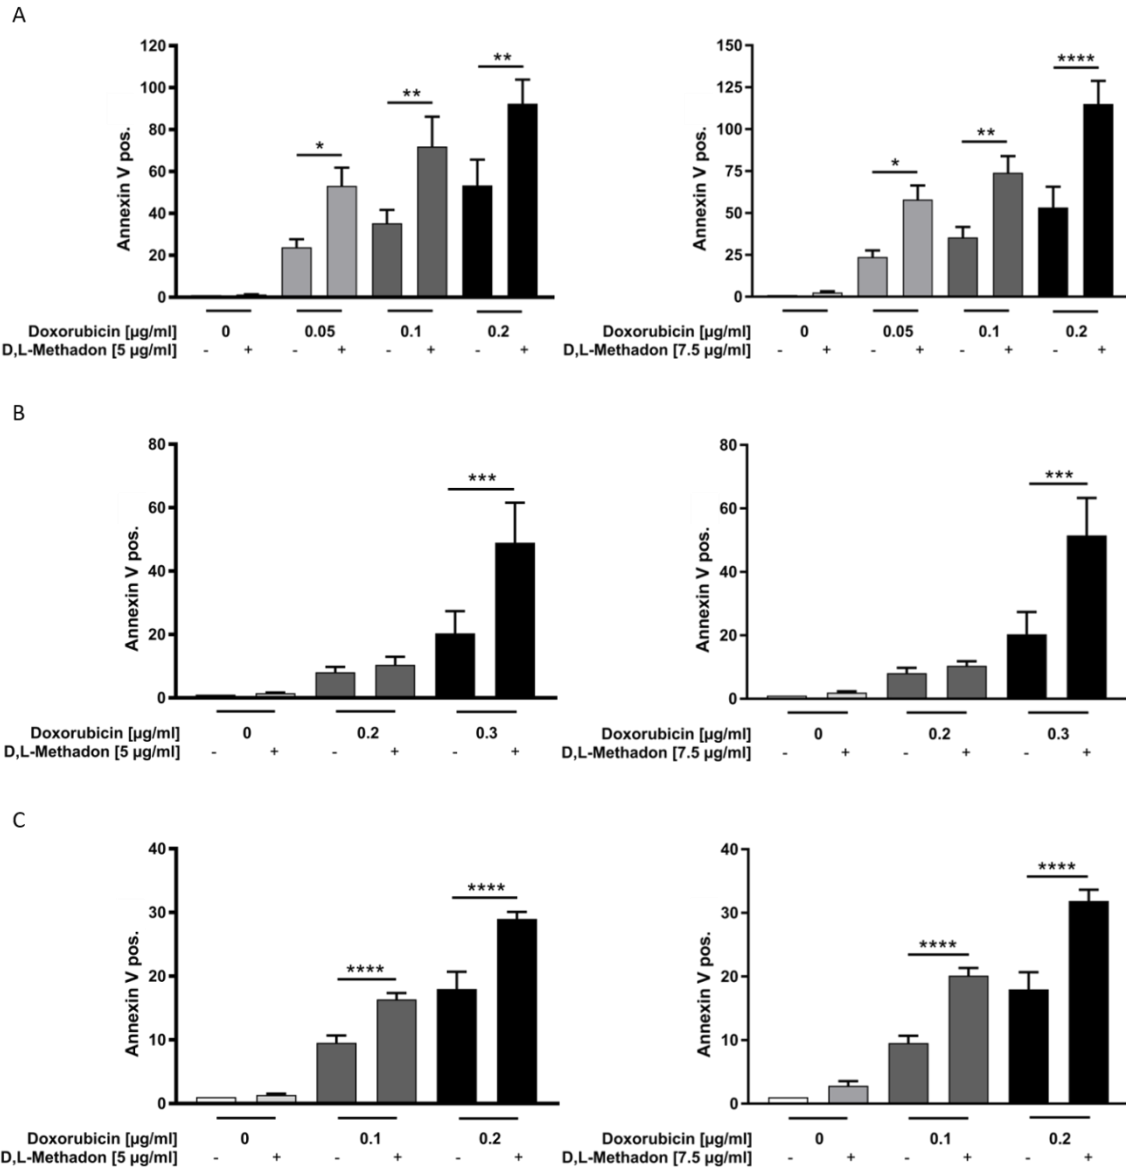 A
120
100
80
60
40
20
0
Annexin V pos.
*
**
**
Doxorubicin [µg/ml] 0 0.05 0.1 0.2
D,L-Methadon [5 µg/ml] - + - + - + - +
150
125
100
75
50
25
0
Annexin V pos.
*
**
****
Doxorubicin [µg/ml] 0 0.05 0.1 0.2
D,L-Methadon [7.5 µg/ml] - + - + - + - +
B
80
60
40
20
0
Annexin V pos.
***
Doxorubicin [µg/ml] 0 0.2 0.3
D,L-Methadon [5 µg/ml] - + - + - +
80
60
40
20
0
Annexin V pos.
***
Doxorubicin [µg/ml] 0 0.2 0.3
D,L-Methadon [7.5 µg/ml] - + - + - +
C
40
30
20
10
0
Annexin V pos.
****
****
Doxorubicin [µg/ml] 0 0.1 0.2
D,L-Methadon [5 µg/ml] - + - + - +
40
30
20
10
0
Annexin V pos.
****
****
Doxorubicin [µg/ml] 0 0.1 0.2
D,L-Methadon [7.5 µg/ml] - + - + - +